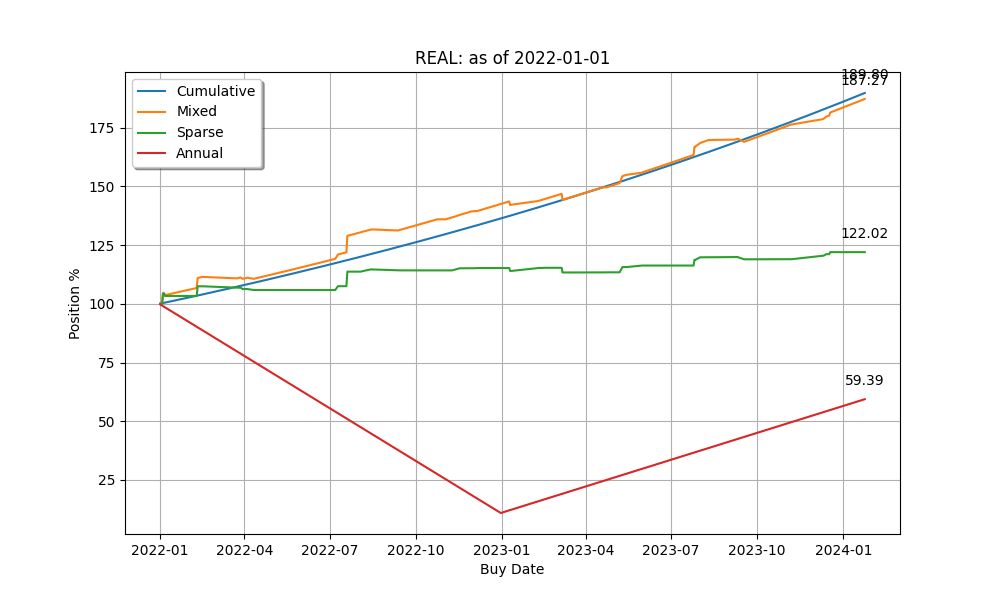 REAL: as of 2022-01-01
Cumulative
Mixed
Sparse
Annual
189.80
187.27
122.02
59.39
Position %
175
150
125
100
75
50
25
2022-01 2022-04 2022-07 2022-10 2023-01 2023-04 2023-07 2023-10 2024-01
Buy Date